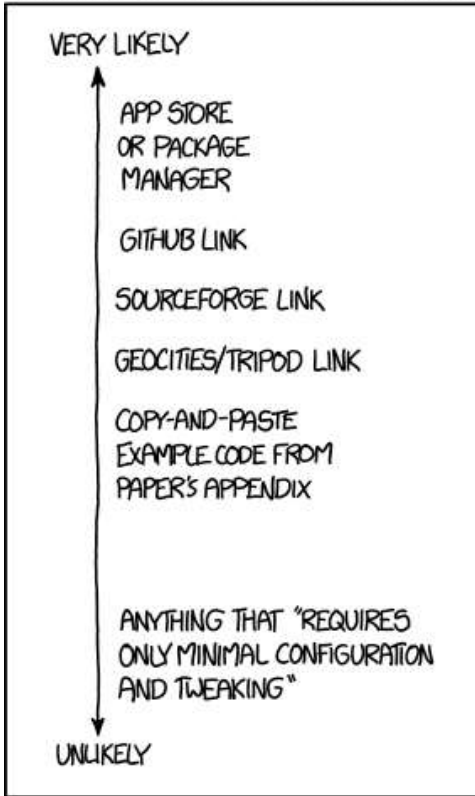 VERY LIKELY
APP STORE
OR PACKAGE
MANAGER
GITHUB LINK
SOURCEFORGE LINK
GEOCITIES/TRIPOD LINK
COPY-AND-PASTE
EXAMPLE CODE FROM
PAPER'S APPENDIX
ANYTHING THAT "REQUIRES
ONLY MINIMAL CONFIGURATION
AND TWEAKING"
UNLIKELY